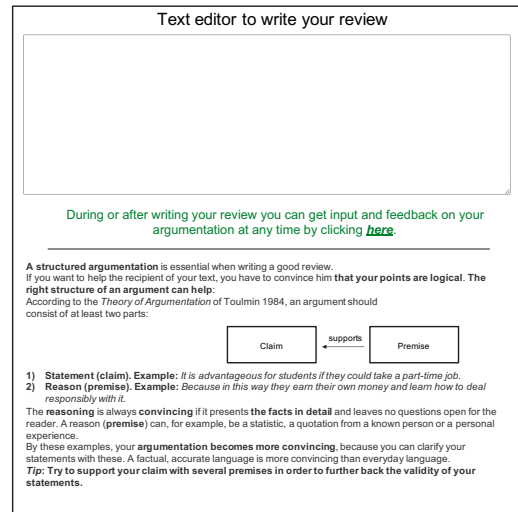 Text editor to write your review
During or after writing your review you can get input and feedback on your
argumentation at any time by clicking here.
A structured argumentation is essential when writing a good review.
If you want to help the recipient of your text, you have to convince him that your points are logical. The
right structure of an argument can help:
According to the Theory of Argumentation of Toulmin 1984, an argument should
consist of at least two parts:
Claim
supports
Premise
1) Statement (claim). Example: It is advantageous for students if they could take a part-time job.
2) Reason (premise). Example: Because in this way they earn their own money and learn how to deal
responsibly with it.
The reasoning is always convincing if it presents the facts in detail and leaves no questions open for the
reader. A reason (premise) can, for example, be a statistic, a quotation from a known person or a personal
experience.
By these examples, your argumentation becomes more convincing, because you can clarify your
statements with these. A factual, accurate language is more convincing than everyday language.
Tip: Try to support your claim with several premises in order to further back the validity of your
statements.